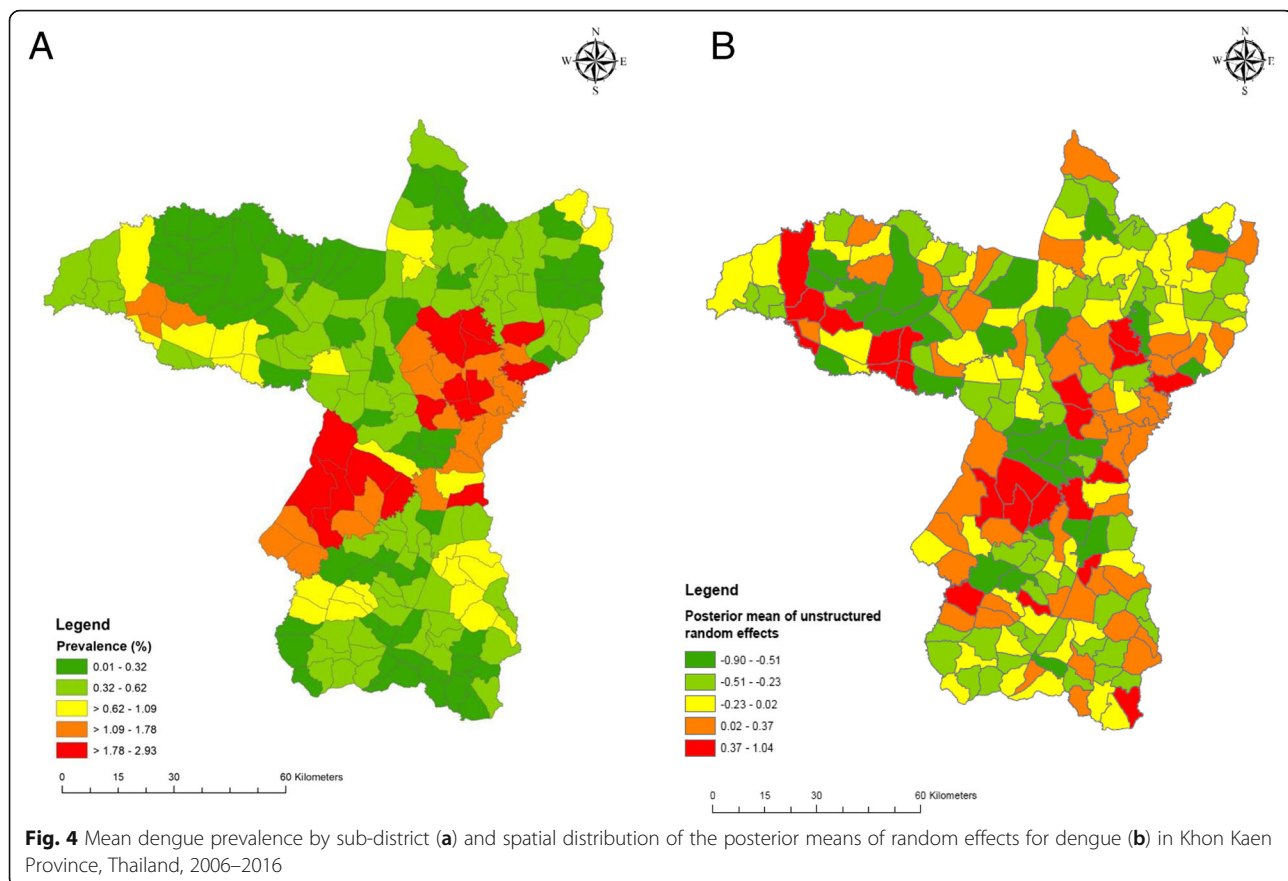 A
N
W E
S
Legend
Prevalence (%)
0.01 - 0.32
0.32 - 0.62
> 0.62 - 1.09
> 1.09 - 1.78
> 1.78 - 2.93
0 15 30 60 Kilometers
B
N
W E
S
Legend
Posterior mean of unstructured
random effects
-0.90 - -0.51
-0.51 - -0.23
-0.23 - 0.02
0.02 - 0.37
0.37 - 1.04
0 15 30 60 Kilometers
Fig. 4 Mean dengue prevalence by sub-district (a) and spatial distribution of the posterior means of random effects for dengue (b) in Khon Kaen
Province, Thailand, 2006–2016